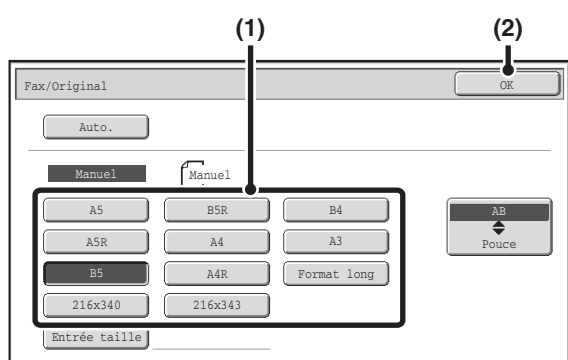 (1) (2)
Fax/Original OK
Auto.
Manuel Manuel
A5 B5R B4
AB
A5R A4 A3
Pouce
B5 A4R Format long
216x340 216x343
Entrée taille